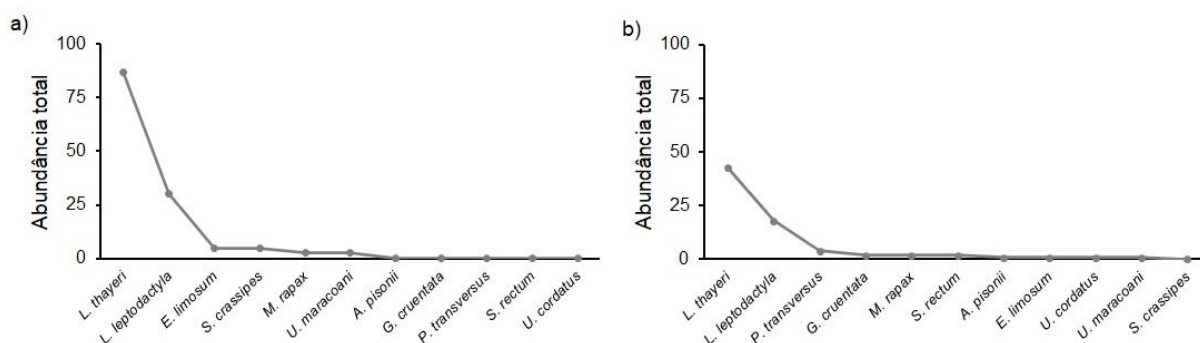 a)
Abundância total
100
75
50
25
0
L. thayeri
L. leptodactyla
E. limosum
S. crassipes
M. rapax
U. maracoani
A. pisonii
G. cruentata
P. transversus
S. rectum
U. cordatus
b)
Abundância total
100
75
50
25
0
L. thayeri
L. leptodactyla
P. transversus
G. cruentata
M. rapax
S. rectum
A. pisonii
E. limosum
U. cordatus
U. maracoani
S. crassipes